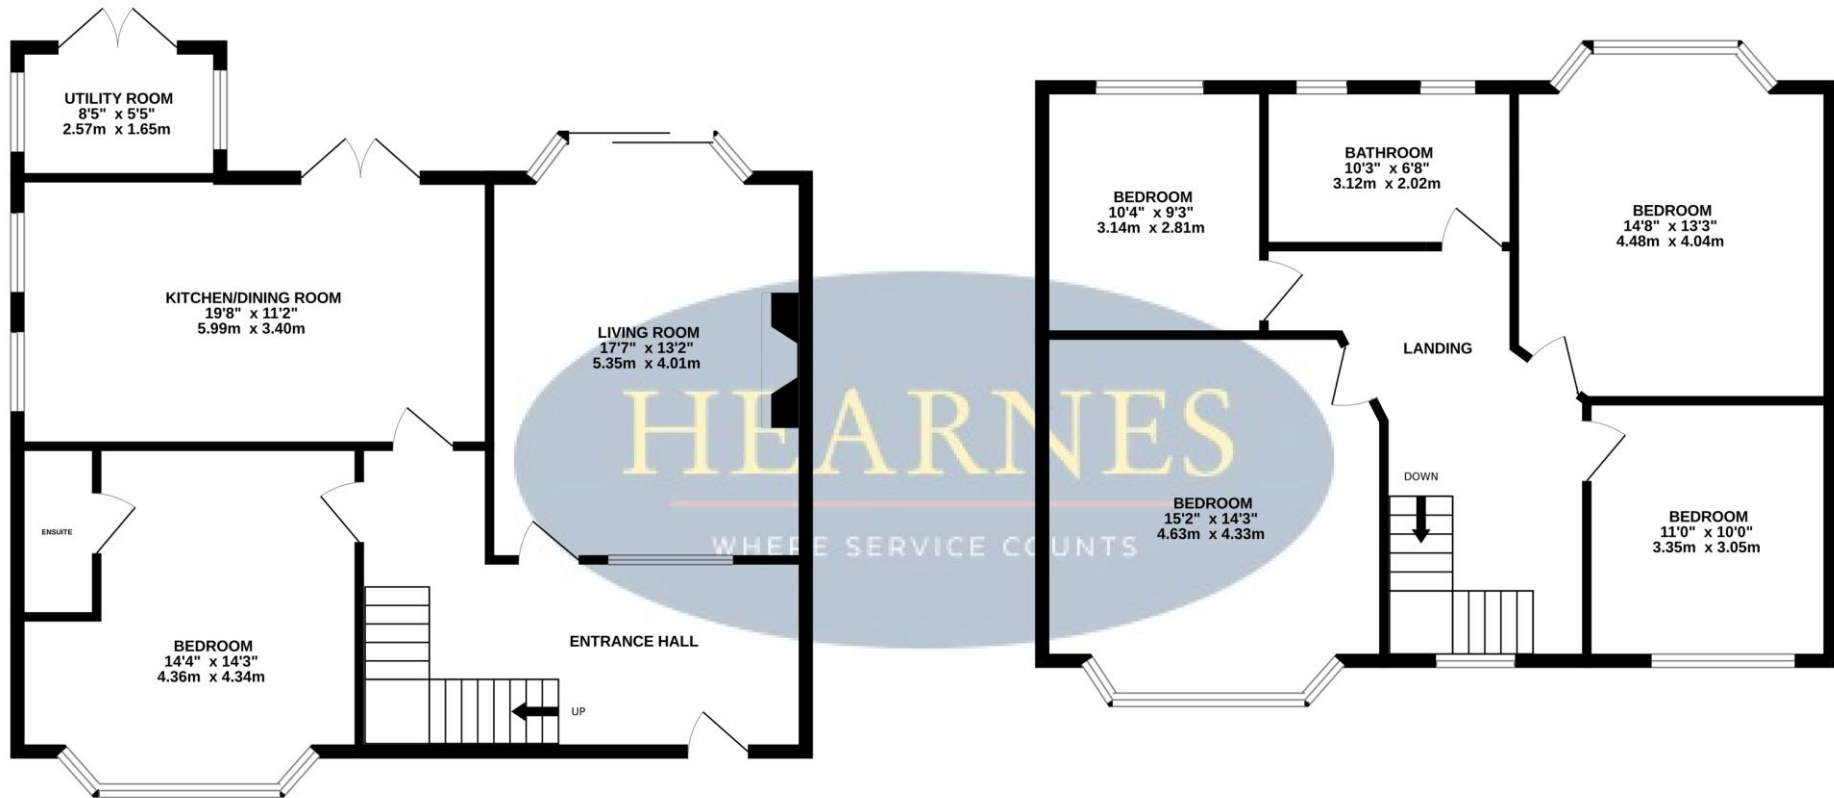 UTILITY ROOM
8'5" x 5'5"
2.57m x 1.65m
KITCHEN/DINING ROOM
19'8" x 11'2"
5.99m x 3.40m
LIVING ROOM
17'7" x 13'2"
5.35m x 4.01m
ENSUITE
BEDROOM
14'4" x 14'3"
4.36m x 4.34m
ENTRANCE HALL
UP
BEDROOM
10'4" x 9'3"
3.14m x 2.81m
BATHROOM
10'3" x 6'8"
3.12m x 2.02m
BEDROOM
14'8" x 13'3"
4.48m x 4.04m
LANDING
DOWN
BEDROOM
15'2" x 14'3"
4.63m x 4.33m
BEDROOM
11'0" x 10'0"
3.35m x 3.05m
HEARNES
WHERE SERVICE COUNTS